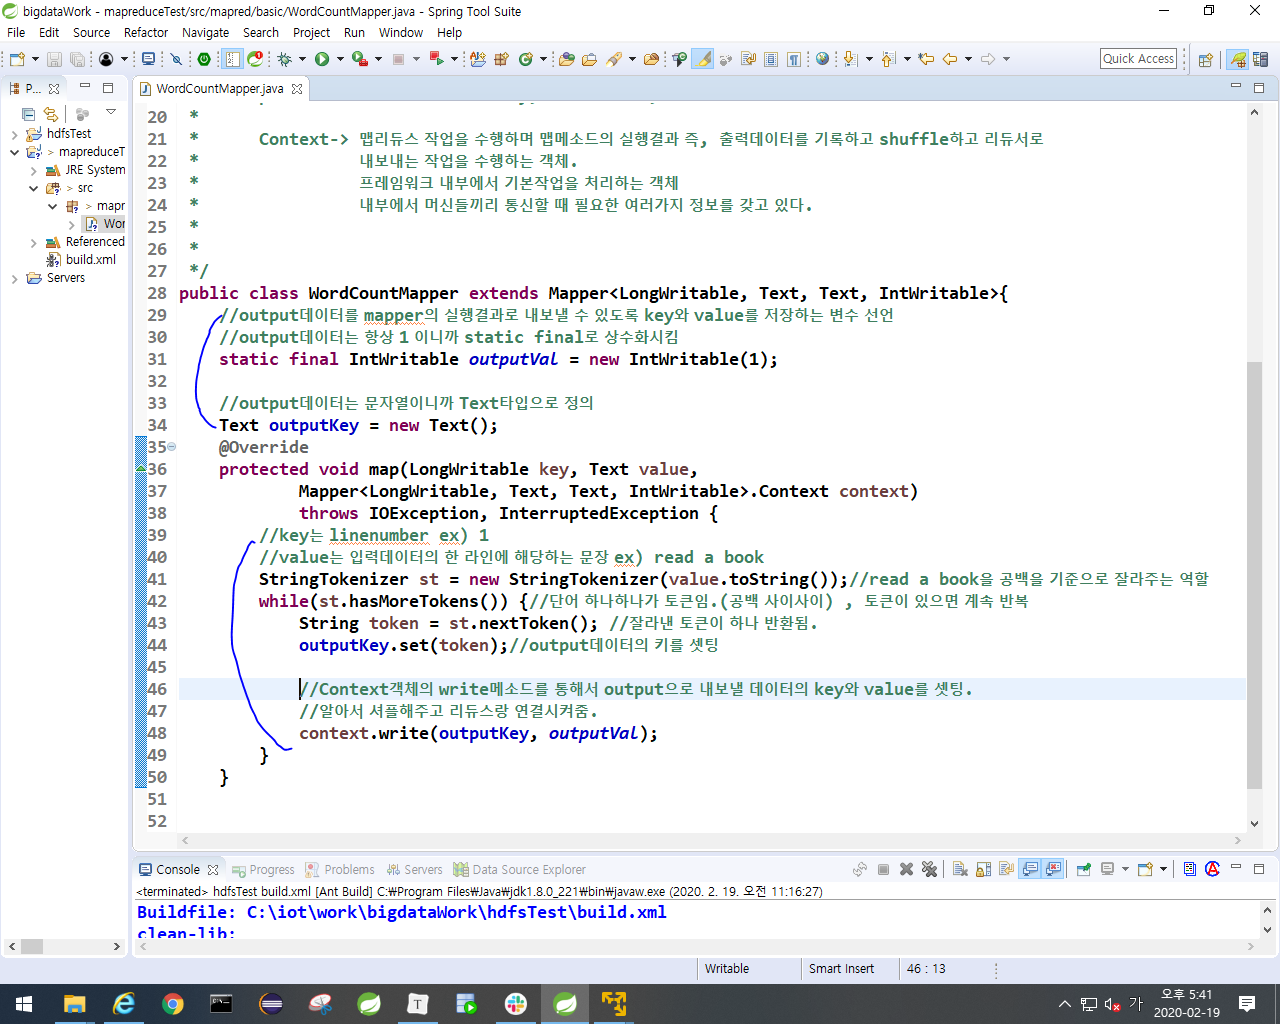 bigdataWork - mapreduceTest/src/mapred/basic/WordCountMapper.java - Spring Tool Suite
File Edit Source Refactor Navigate Search Project Run Window Help
Quick Access
P...
WordCountMapper.java
hdfsTest
> mapreduceT
JRE System
> src
> mapr
Wor
Referenced
build.xml
Servers
20 *
21 * Context-> 맵리듀스 작업을 수행하며 맵메소드의 실행결과 즉, 출력데이터를 기록하고 shuffle하고 리듀서로
22 * 내보내는 작업을 수행하는 객체.
23 * 프레임워크 내부에서 기본작업을 처리하는 객체
24 * 내부에서 머신들끼리 통신할 때 필요한 여러가지 정보를 갖고 있다.
25 *
26 *
27 */
28 public class WordCountMapper extends Mapper<LongWritable, Text, Text, IntWritable>{
29 //output데이터를 mapper의 실행결과로 내보낼 수 있도록 key와 value를 저장하는 변수 선언
30 //output데이터는 항상 1 이니까 static final로 상수화시킴
31 static final IntWritable outputVal = new IntWritable(1);
32
33 //output데이터는 문자열이니까 Text타입으로 정의
34 Text outputKey = new Text();
35 @Override
36 protected void map(LongWritable key, Text value,
37 Mapper<LongWritable, Text, Text, IntWritable>.Context context)
38 throws IOException, InterruptedException {
39 //key는 linenumber ex) 1
40 //value는 입력데이터의 한 라인에 해당하는 문장 ex) read a book
41 StringTokenizer st = new StringTokenizer(value.toString());//read a book을 공백을 기준으로 잘라주는 역할
42 while(st.hasMoreTokens()) {//단어 하나하나가 토큰임.(공백 사이사이) , 토큰이 있으면 계속 반복
43 String token = st.nextToken(); //잘라낸 토큰이 하나 반환됨.
44 outputKey.set(token);//output데이터의 키를 셋팅
45
46 //Context객체의 write메소드를 통해서 output으로 내보낼 데이터의 key와 value를 셋팅.
47 //알아서 셔플해주고 리듀스랑 연결시켜줌.
48 context.write(outputKey, outputVal);
49 }
50 }
51
52
Console Progress Problems Servers Data Source Explorer
<terminated> hdfsTest build.xml [Ant Build] C:₩Program Files₩Java₩jdk1.8.0_221₩bin₩javaw.exe (2020. 2. 19. 오전 11:16:27)
Buildfile: C:\iot\work\bigdataWork\hdfsTest\build.xml
clean-lib:
Writable Smart Insert 46 : 13
가
오후 5:41
2020-02-19